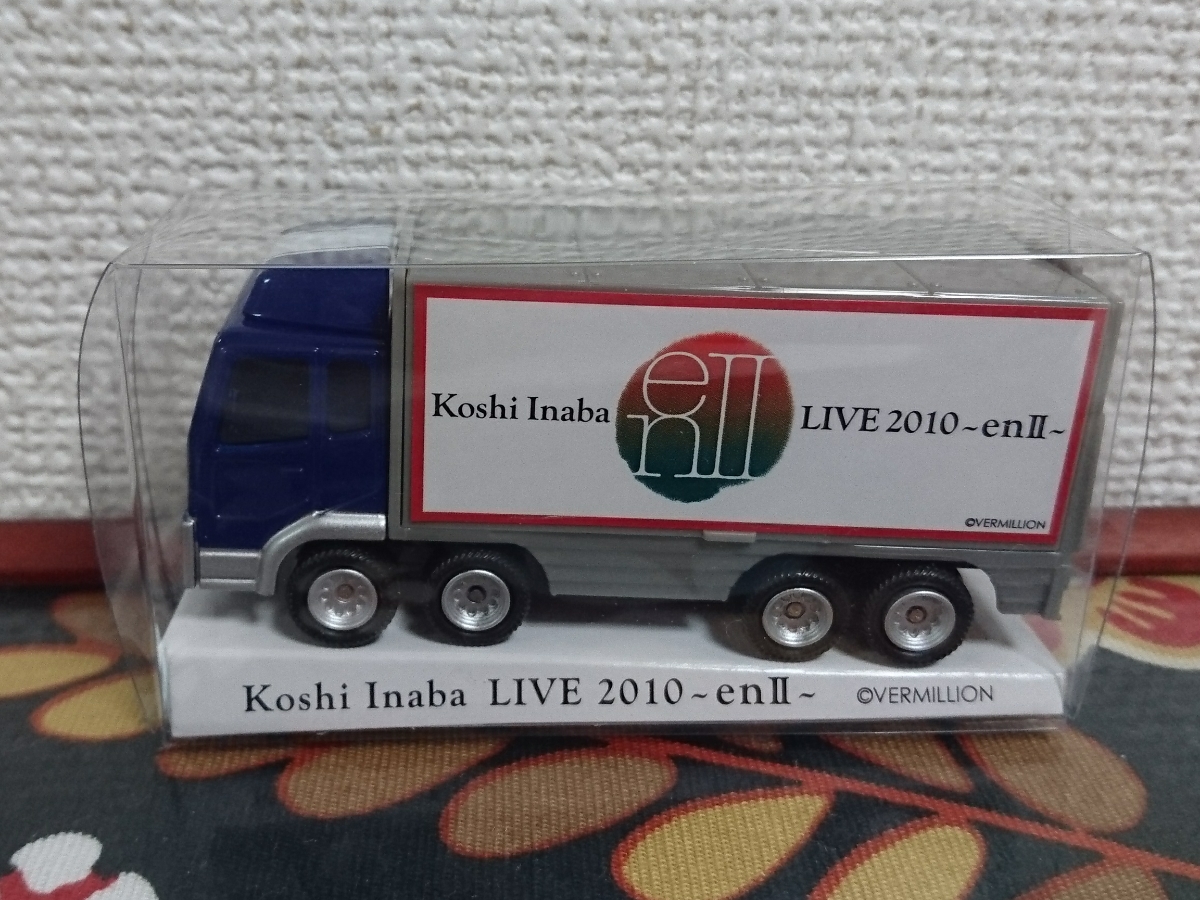 Koshi Inaba
enII
LIVE 2010 ~enⅡ~
©VERMILLION
Koshi Inaba LIVE 2010 ~enⅡ~ ©VERMILLION